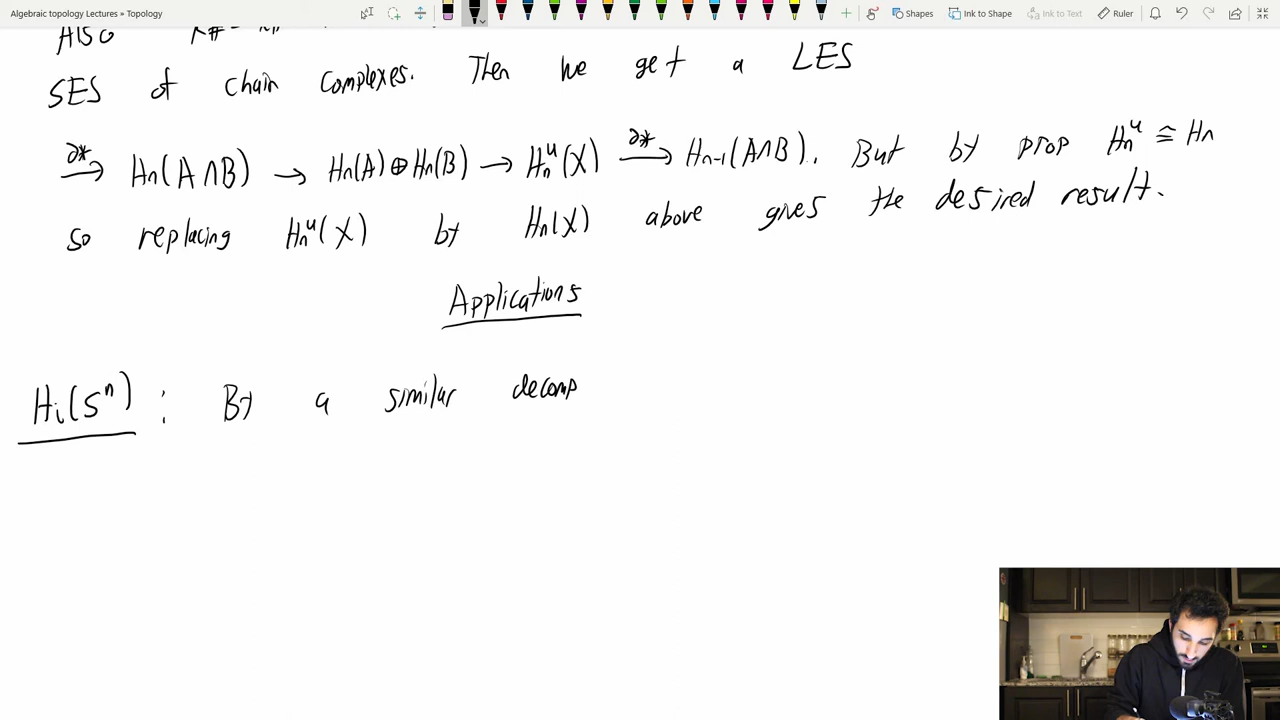 Algebraic topology Lectures » Topology
Shapes Ink to Shape Ink to Text Ruler
Also
SES of chain complexes. Then we get a LES
∂* → Hn(A∩B) → Hn(A)⊕Hn(B) → Hn^u(X) ∂* → Hn-1(A∩B). But by prop Hn^u ≅ Hn
so replacing Hn^u(X) by Hn(X) above gives the desired result.
Applications
Hi(S^n) : By a similar decomp